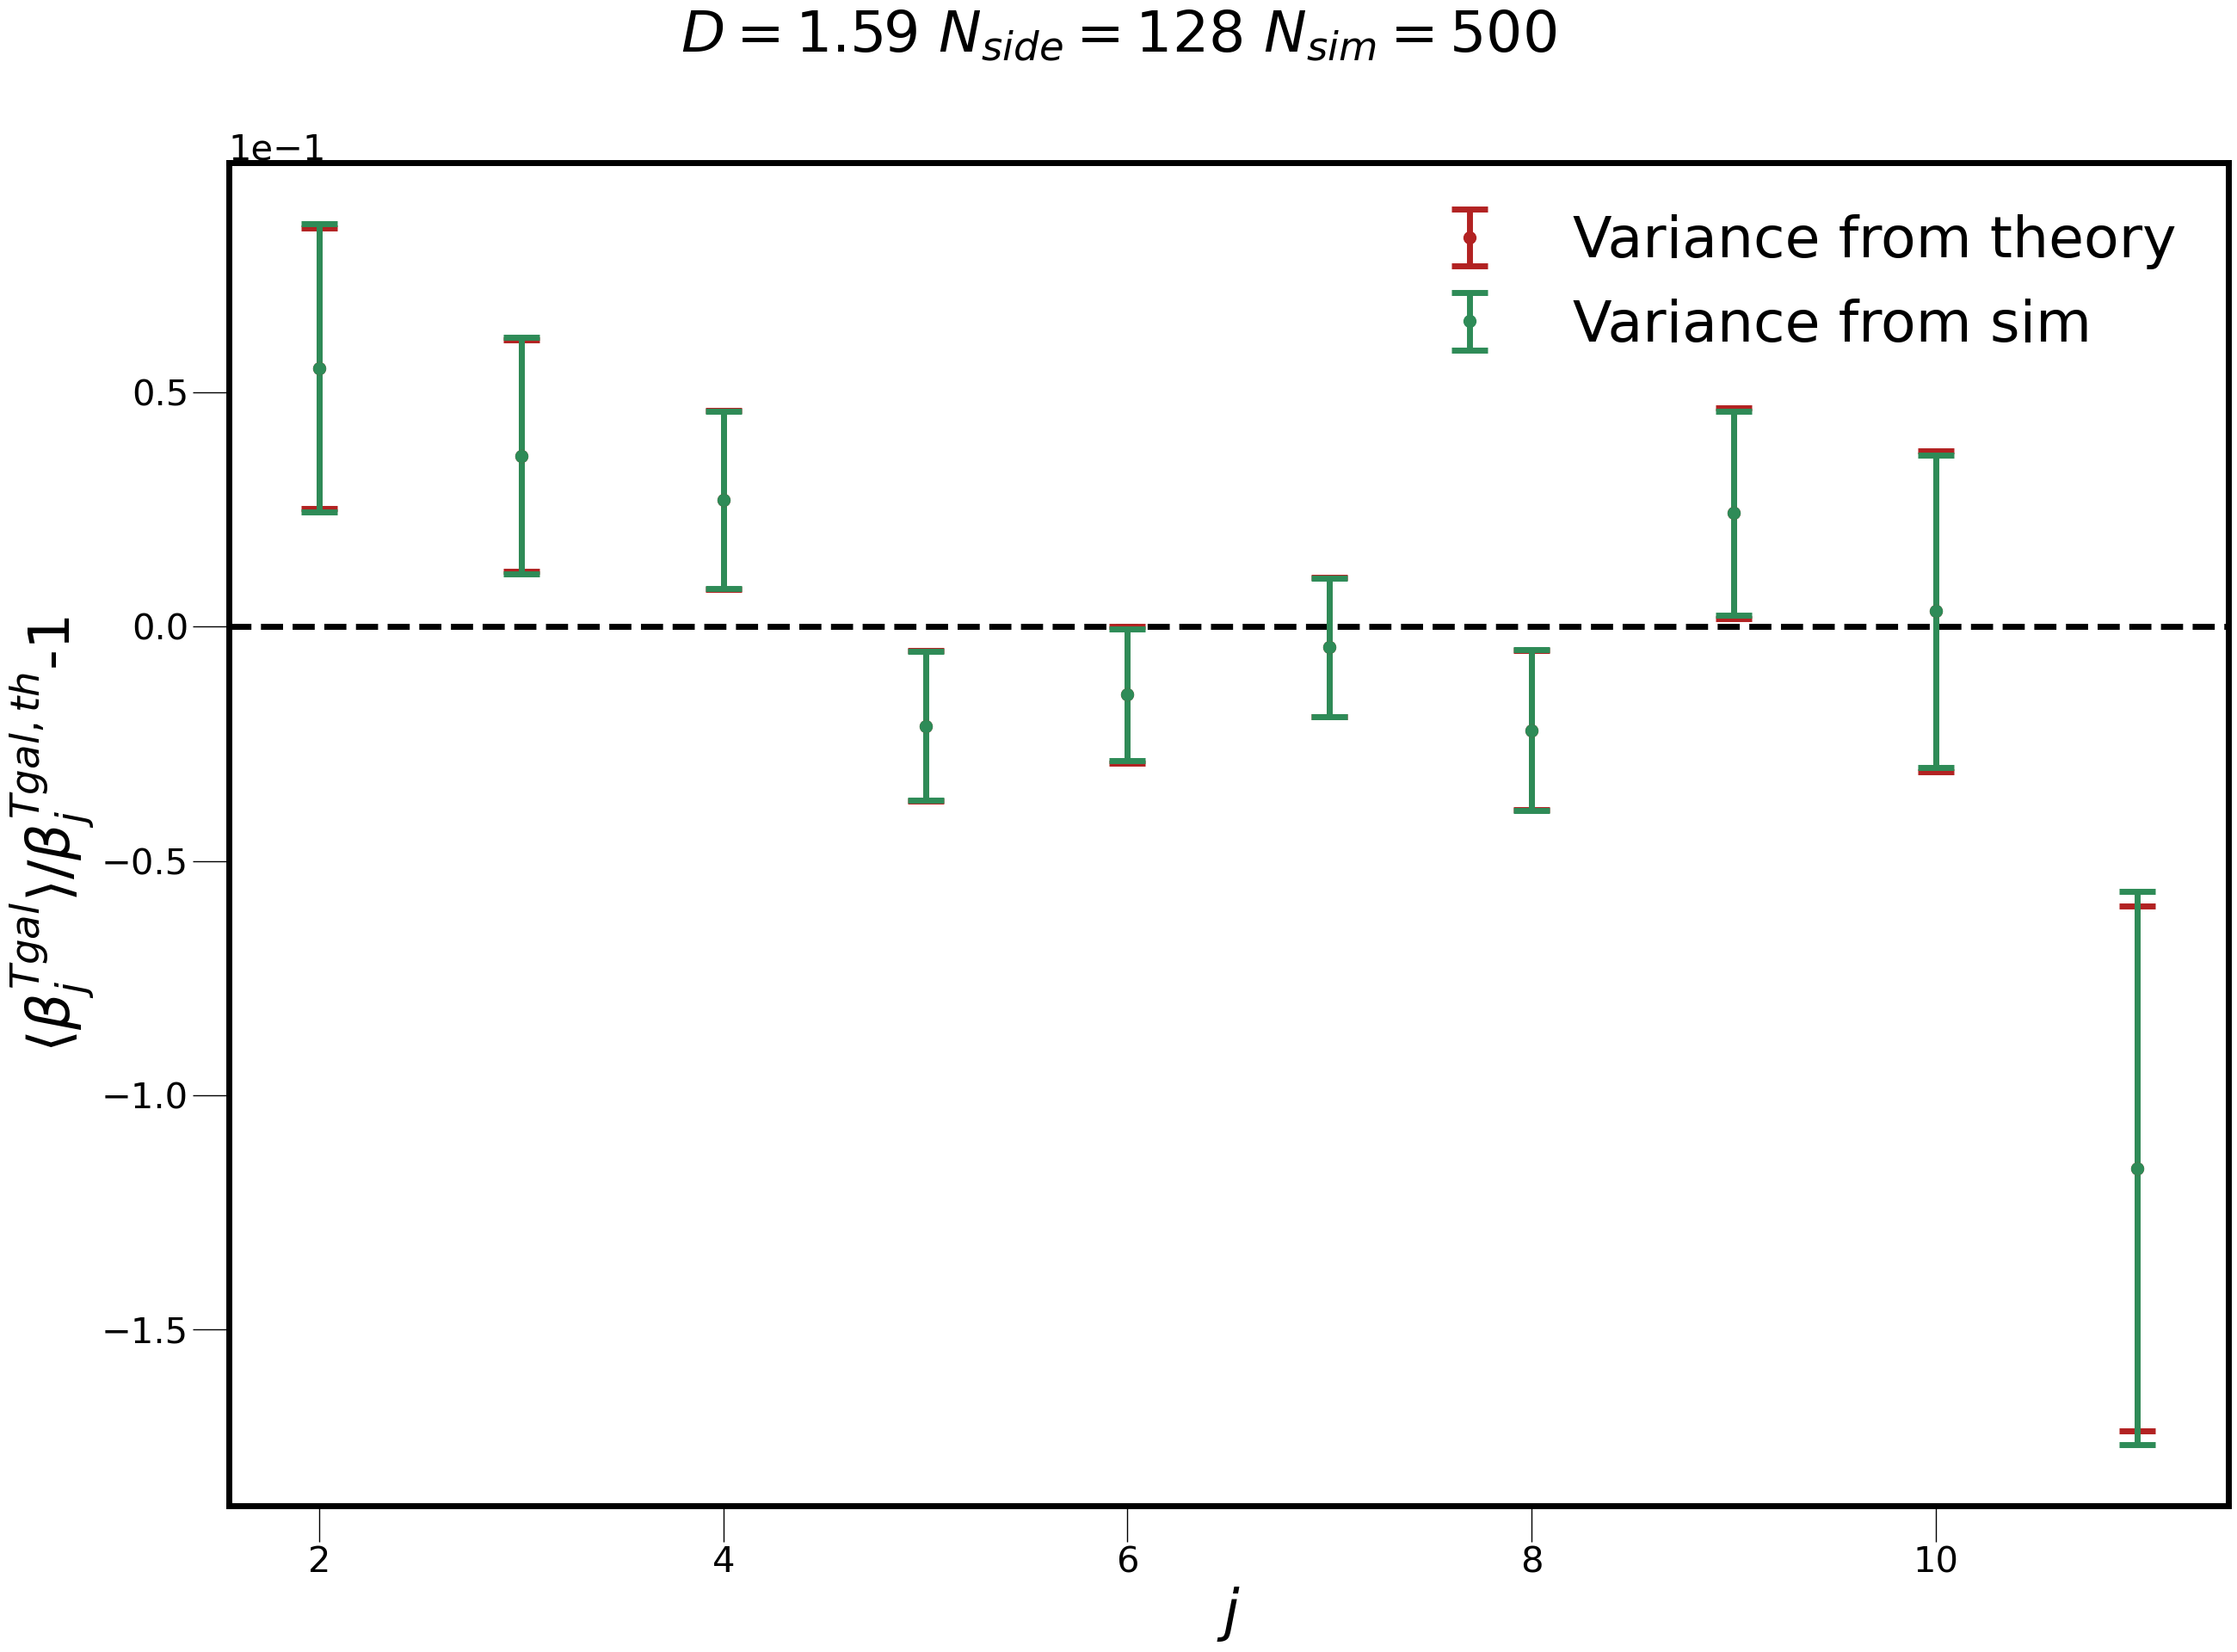 D = 1.59 N_side = 128 N_sim = 500
1e−1
Variance from theory
Variance from sim
0.5
0.0
−0.5
−1.0
−1.5
⟨β_j^Tgal⟩/β_j^Tgal,th-1
2 4 6 8 10
j